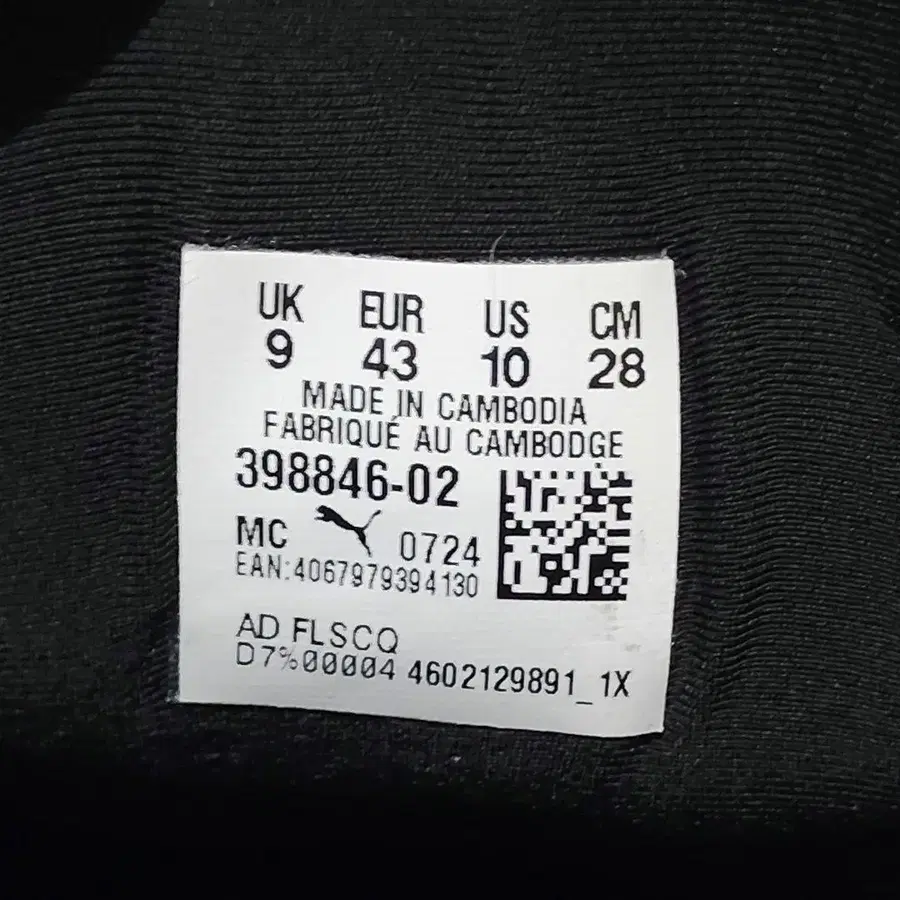 UK EUR US CM
9 43 10 28
MADE IN CAMBODIA
FABRIQUÉ AU CAMBODGE
398846-02
MC 0724
EAN:4067979394130
AD FLSCQ
D7%00004 4602129891_1X